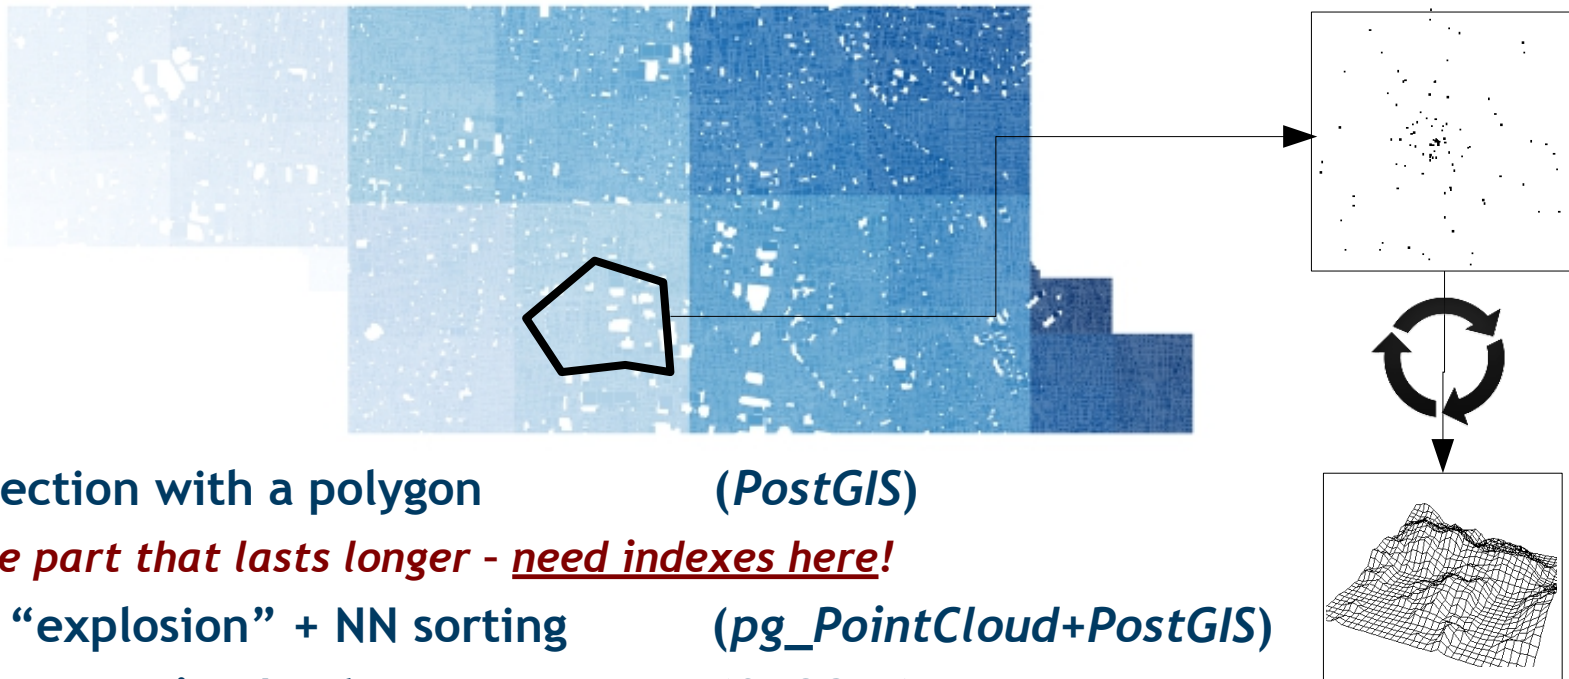 ection with a polygon (PostGIS)
e part that lasts longer – need indexes here!
“explosion” + NN sorting (pg_PointCloud+PostGIS)